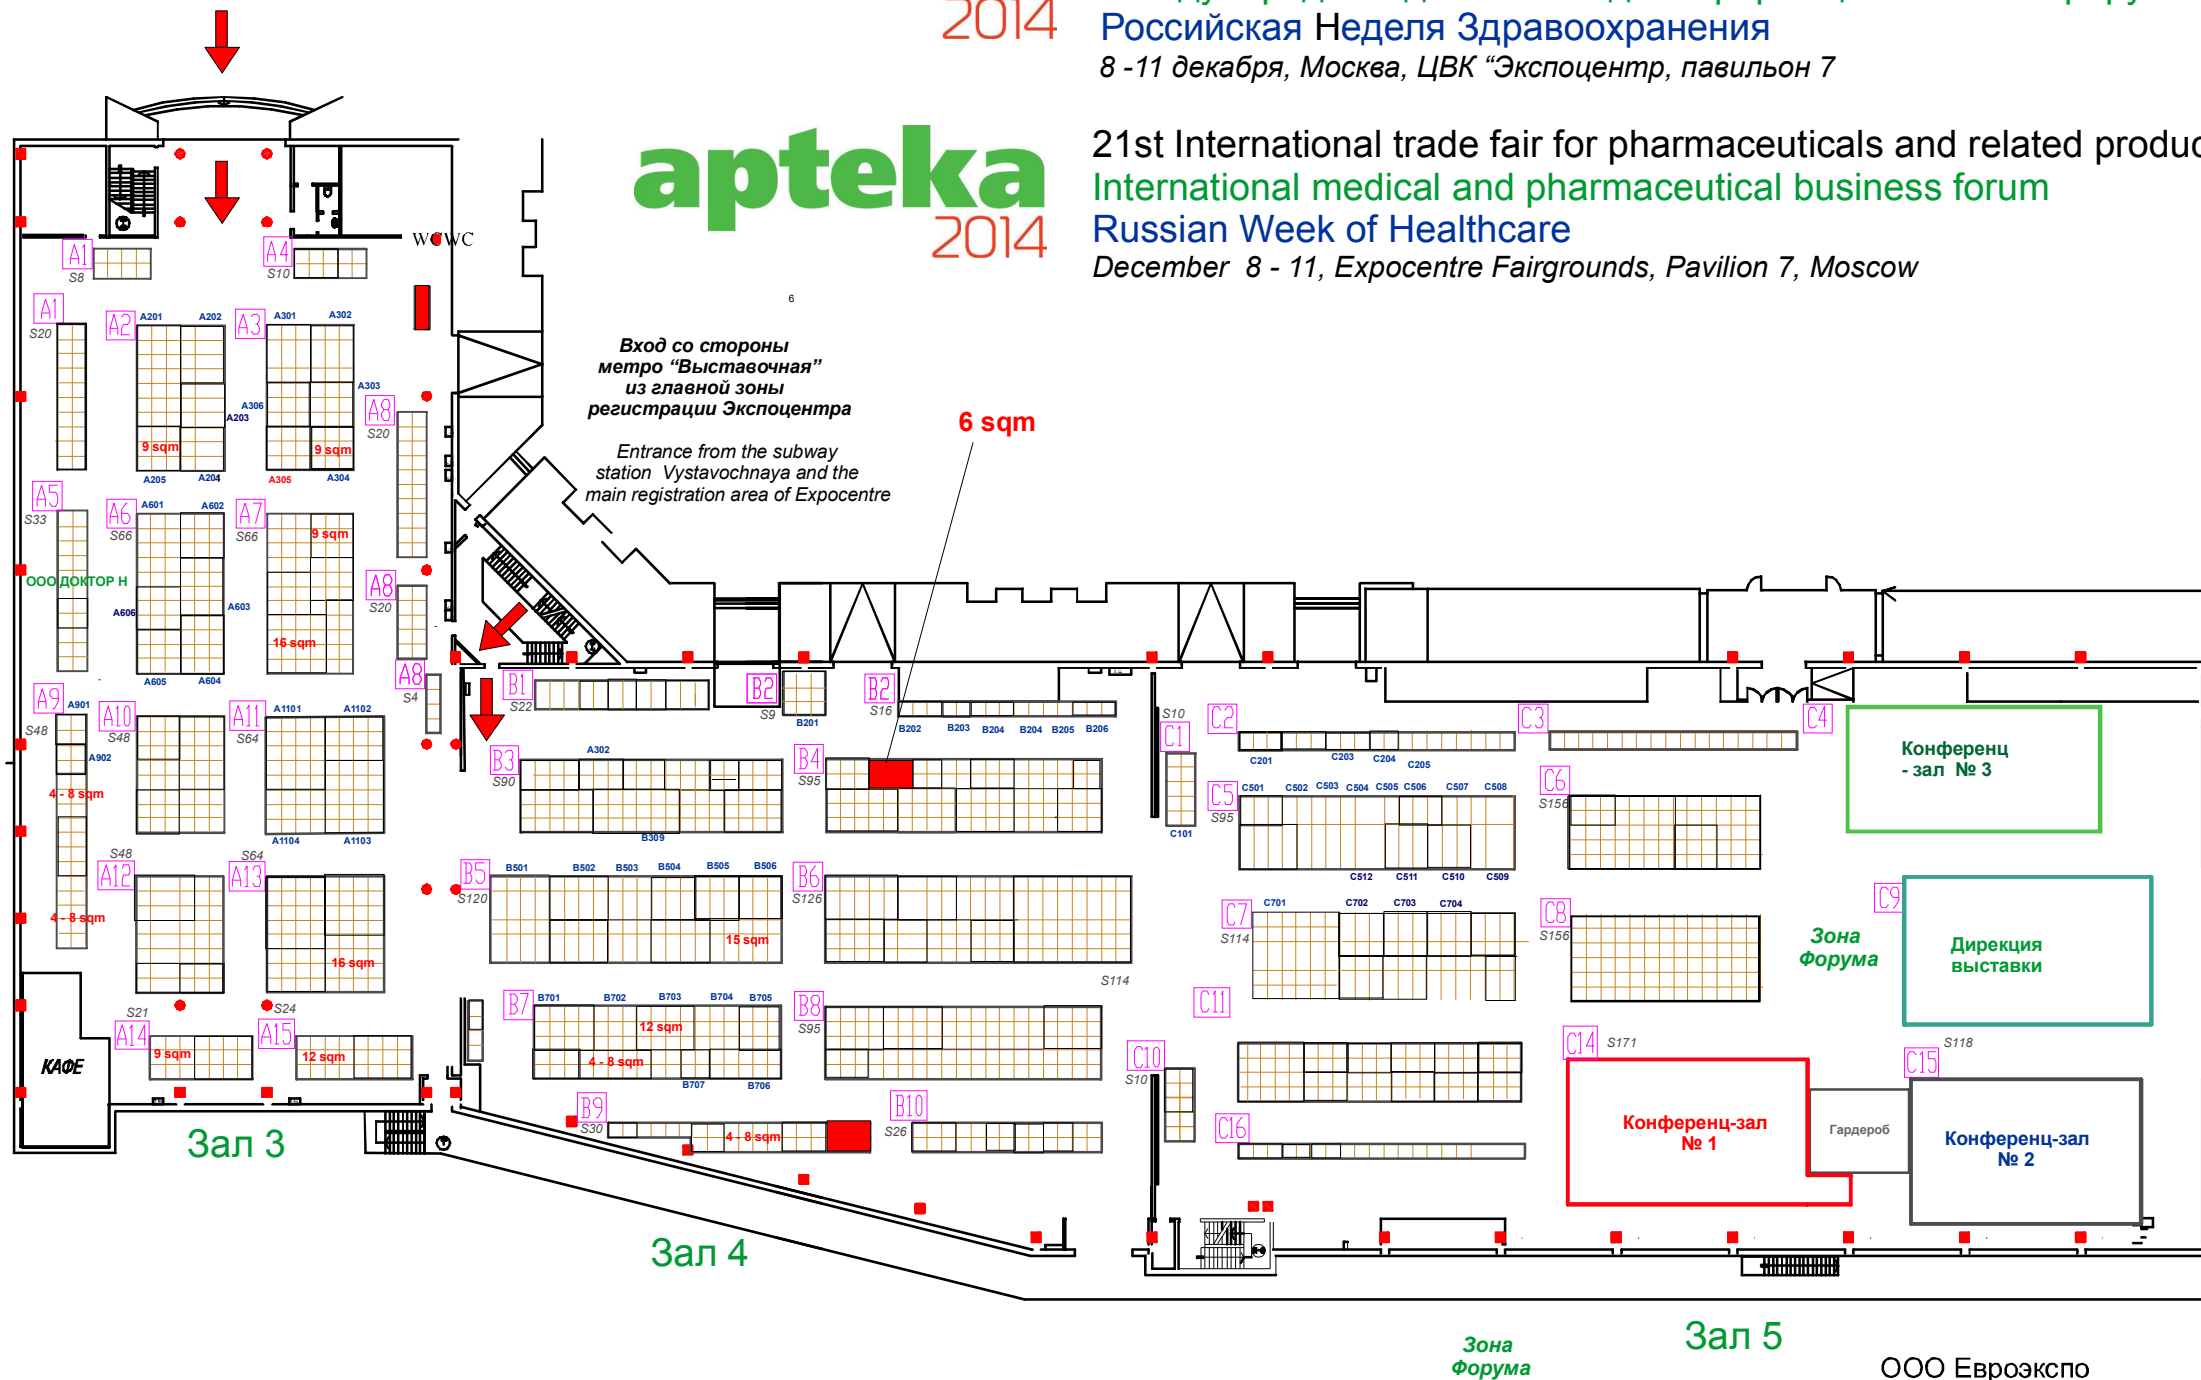 2014
Российская Неделя Здравоохранения
8 -11 декабря, Москва, ЦВК “Экспоцентр, павильон 7
apteka
2014
21st International trade fair for pharmaceuticals and related produc
International medical and pharmaceutical business forum
Russian Week of Healthcare
December 8 - 11, Expocentre Fairgrounds, Pavilion 7, Moscow
6
Вход со стороны
метро “Выставочная”
из главной зоны
регистрации Экспоцентра
Entrance from the subway
station Vystavochnaya and the
main registration area of Expocentre
6 sqm
WCWC
A1
S8
A4
S10
A1
S20
A2
A201
A202
A203
A204
A205
9 sqm
A3
A301
A302
A303
A306
9 sqm
A305
A304
A8
S20
A5
S33
ООО ДОКТОР Н
A6
S66
A601
A602
A603
A606
A605
A604
A7
S66
9 sqm
16 sqm
A8
S20
A8
S4
A9
S48
A901
A902
4 - 8 sqm
4 - 8 sqm
A10
S48
A11
S64
A1101
A1102
A1104
A1103
S48
A12
S64
A13
16 sqm
S21
A14
9 sqm
S24
A15
12 sqm
КАФЕ
Зал 3
B1
S22
B2
S9
B201
B2
S16
B202
B203
B204
B204
B205
B206
B3
S90
A302
B309
B4
S95
B5
S120
B501
B502
B503
B504
B505
B506
15 sqm
B6
S126
S114
B7
B701
B702
B703
B704
B705
12 sqm
4 - 8 sqm
B707
B706
B8
S95
B9
S30
4 - 8 sqm
B10
S26
Зал 4
S10
C1
C101
C2
C201
C203
C204
C205
C3
C4
Конференц
- зал № 3
C5
S95
C501
C502
C503
C504
C505
C506
C507
C508
C512
C511
C510
C509
C6
S156
C7
S114
C701
C702
C703
C704
C8
S156
Зона
Форума
C9
Дирекция
выставки
C11
C10
S10
C16
C14
S171
Конференц-зал
№ 1
Гардероб
S118
C15
Конференц-зал
№ 2
Зал 5
Зона
Форума
ООО Евроэкспо